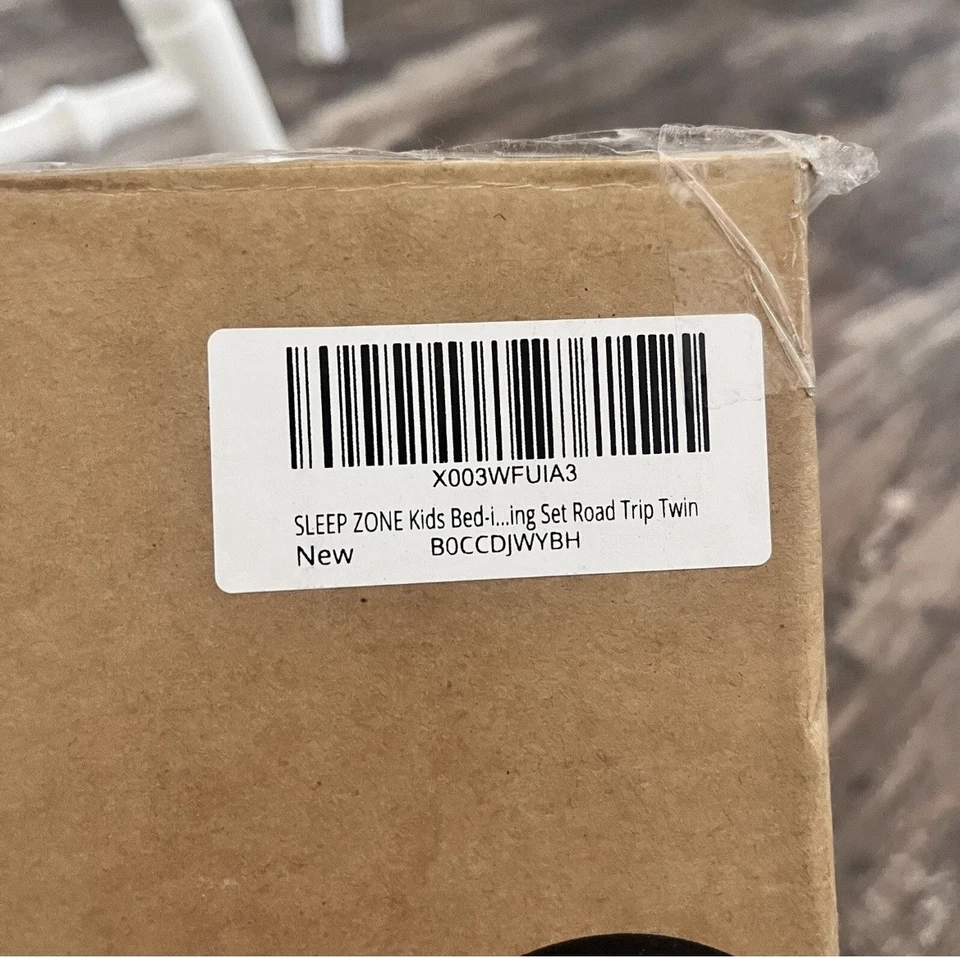 X003WFUIA3
SLEEP ZONE Kids Bed-i...ing Set Road Trip Twin
New B0CCDJWYBH